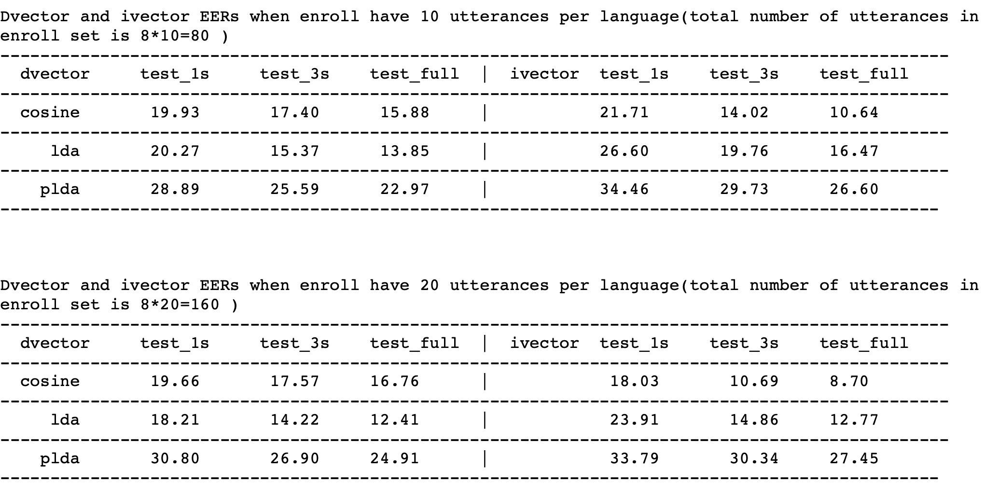 Dvector and ivector EERs when enroll have 10 utterances per language(total number of utterances in
enroll set is 8*10=80 )
-----------------------------------------------------------------------------------------------
dvector test_1s test_3s test_full | ivector test_1s test_3s test_full
-----------------------------------------------------------------------------------------------
cosine 19.93 17.40 15.88 | 21.71 14.02 10.64
-----------------------------------------------------------------------------------------------
lda 20.27 15.37 13.85 | 26.60 19.76 16.47
-----------------------------------------------------------------------------------------------
plda 28.89 25.59 22.97 | 34.46 29.73 26.60
----------------------------------------------------------------------------------------------
Dvector and ivector EERs when enroll have 20 utterances per language(total number of utterances in
enroll set is 8*20=160 )
-----------------------------------------------------------------------------------------------
dvector test_1s test_3s test_full | ivector test_1s test_3s test_full
-----------------------------------------------------------------------------------------------
cosine 19.66 17.57 16.76 | 18.03 10.69 8.70
-----------------------------------------------------------------------------------------------
lda 18.21 14.22 12.41 | 23.91 14.86 12.77
-----------------------------------------------------------------------------------------------
plda 30.80 26.90 24.91 | 33.79 30.34 27.45
----------------------------------------------------------------------------------------------